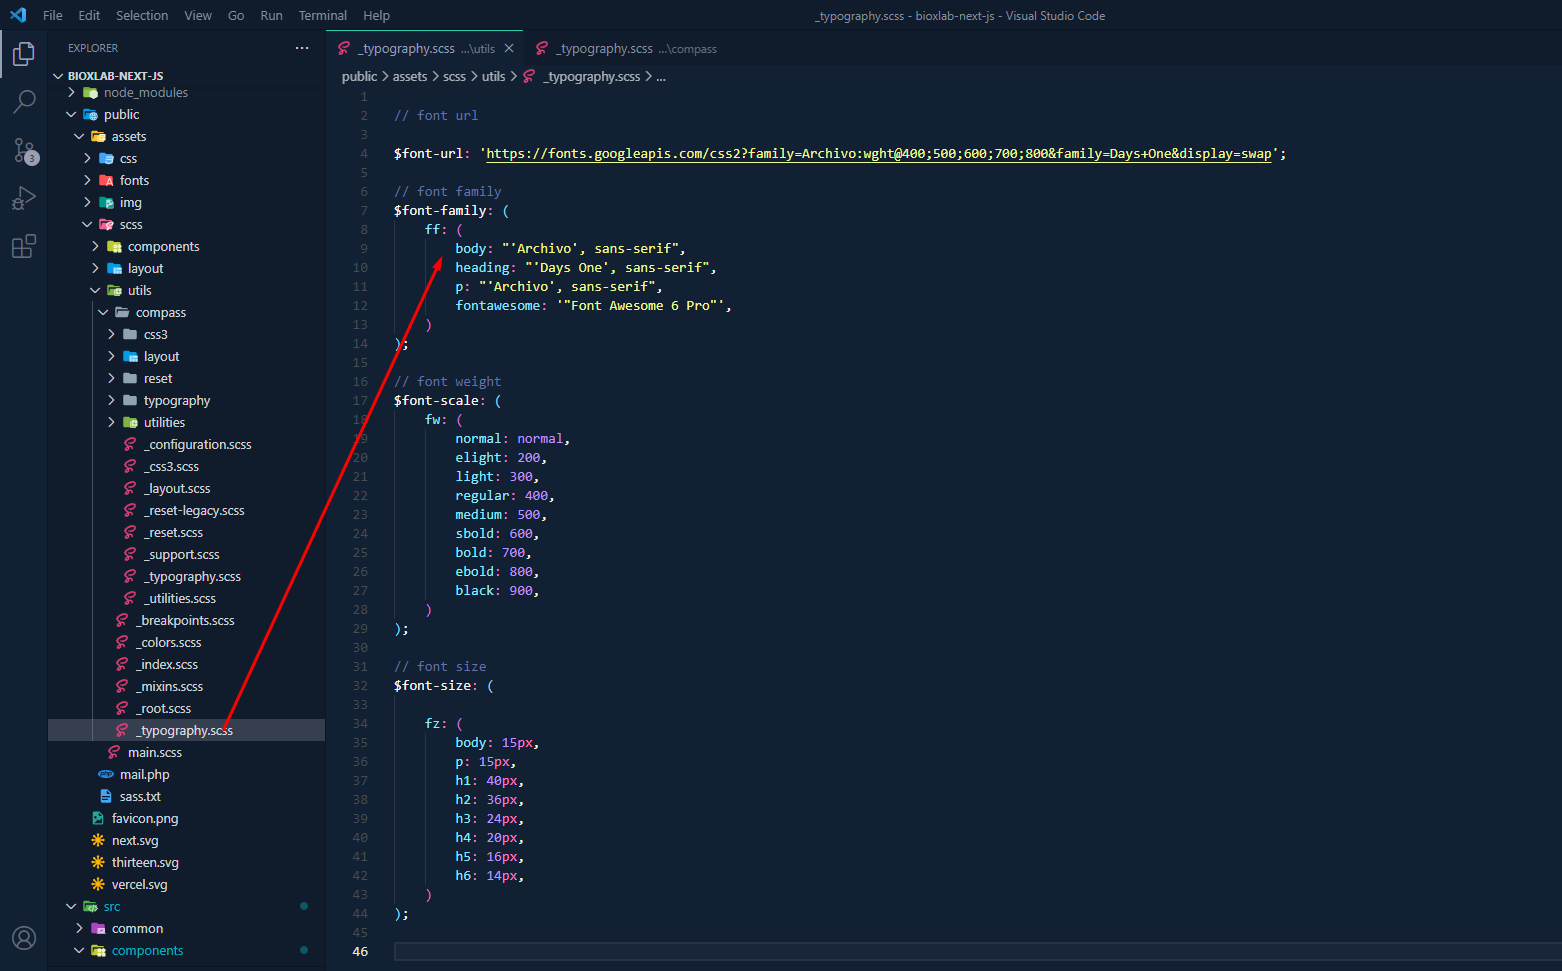 File Edit Selection View Go Run Terminal Help
_typography.scss - bioxlab-next-js - Visual Studio Code
EXPLORER
BIOXLAB-NEXT-JS
node_modules
public
assets
css
fonts
img
scss
components
layout
utils
compass
css3
layout
reset
typography
utilities
_configuration.scss
_css3.scss
_layout.scss
_reset-legacy.scss
_reset.scss
_support.scss
_typography.scss
_utilities.scss
_breakpoints.scss
_colors.scss
_index.scss
_mixins.scss
_root.scss
_typography.scss
main.scss
mail.php
sass.txt
favicon.png
next.svg
thirteen.svg
vercel.svg
src
common
components
3
_typography.scss ...\utils
_typography.scss ...\compass
public > assets > scss > utils > _typography.scss > ...
1
2 // font url
3
4 $font-url: 'https://fonts.googleapis.com/css2?family=Archivo:wght@400;500;600;700;800&family=Days+One&display=swap';
5
6 // font family
7 $font-family: (
8 ff: (
9 body: "'Archivo', sans-serif",
10 heading: "'Days One', sans-serif",
11 p: "'Archivo', sans-serif",
12 fontawesome: '"Font Awesome 6 Pro"',
13 )
14 );
15
16 // font weight
17 $font-scale: (
18 fw: (
19 normal: normal,
20 elight: 200,
21 light: 300,
22 regular: 400,
23 medium: 500,
24 sbold: 600,
25 bold: 700,
26 ebold: 800,
27 black: 900,
28 )
29 );
30
31 // font size
32 $font-size: (
33
34 fz: (
35 body: 15px,
36 p: 15px,
37 h1: 40px,
38 h2: 36px,
39 h3: 24px,
40 h4: 20px,
41 h5: 16px,
42 h6: 14px,
43 )
44 );
45
46